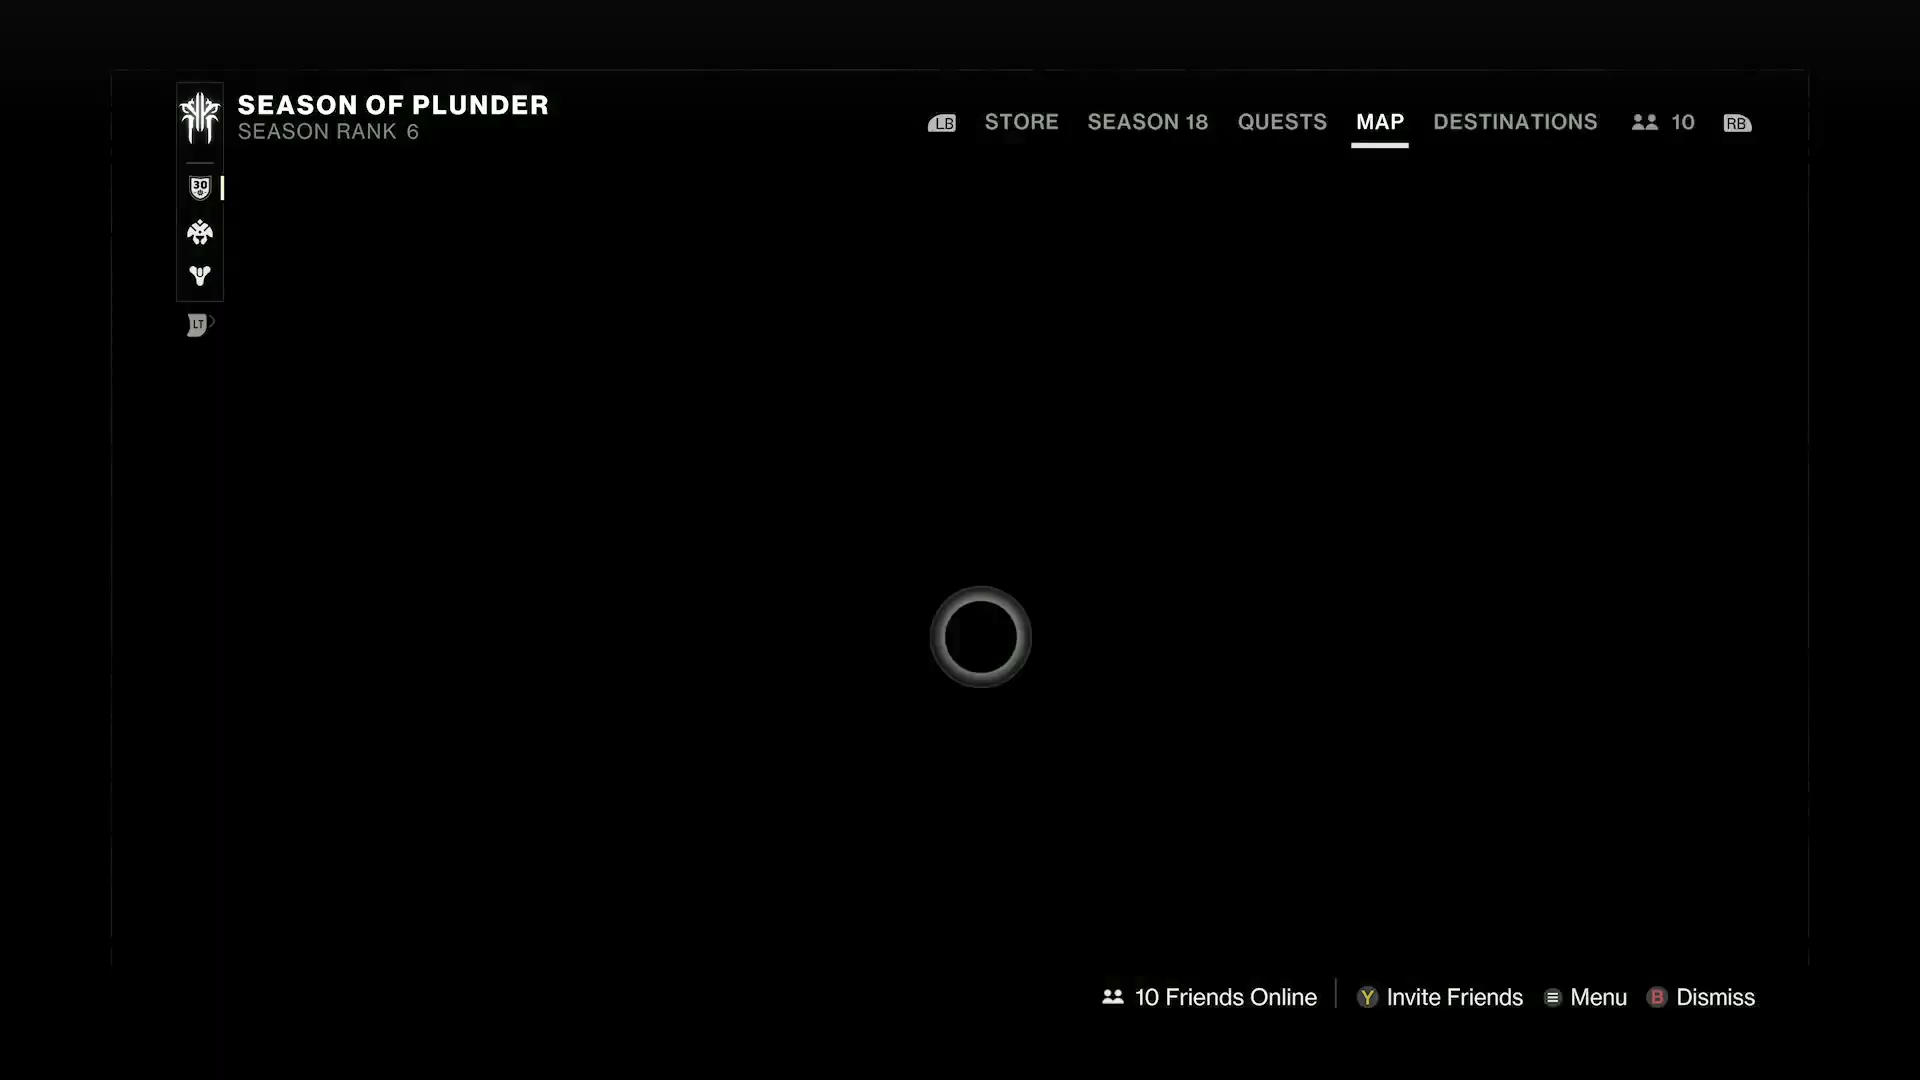 SEASON OF PLUNDER
SEASON RANK 6
LB STORE SEASON 18 QUESTS MAP DESTINATIONS 10 RB
30
LT
10 Friends Online Y Invite Friends Menu B Dismiss